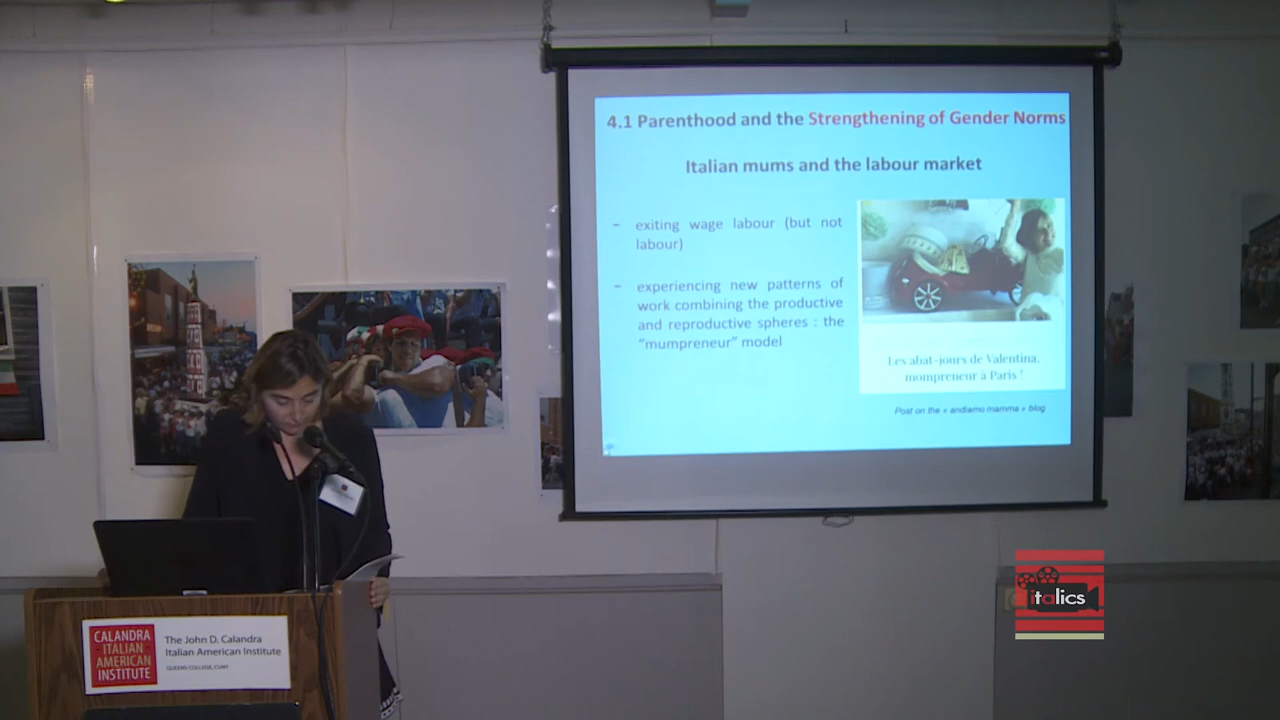 4.1 Parenthood and the Strengthening of Gender Norms
Italian mums and the labour market
– exiting wage labour (but not
labour)
– experiencing new patterns of
work combining the productive
and reproductive spheres : the
“mumpreneur” model
Les abat-jours de Valentina,
mompreneur à Paris !
Post on the « andiamo mamma » blog
italics
CALANDRA
ITALIAN
AMERICAN
INSTITUTE
The John D. Calandra
Italian American Institute
QUEENS COLLEGE, CUNY